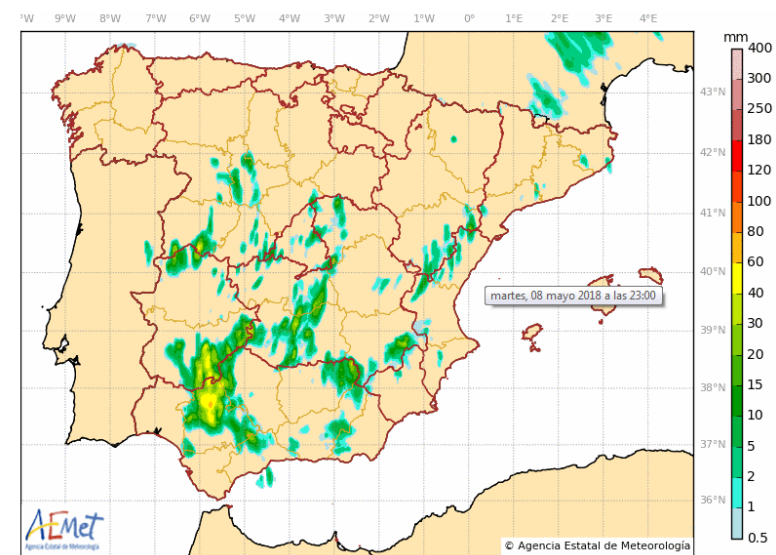 °W 9°W 8°W 7°W 6°W 5°W 4°W 3°W 2°W 1°W 0° 1°E 2°E 3°E 4°E
mm
400
300
250
180
120
100
80
60
40
30
20
15
10
5
2
1
0.5
43°N
42°N
41°N
40°N
39°N
38°N
37°N
36°N
martes, 08 mayo 2018 a las 23:00
AEMet
Agencia Estatal de Meteorología
© Agencia Estatal de Meteorología